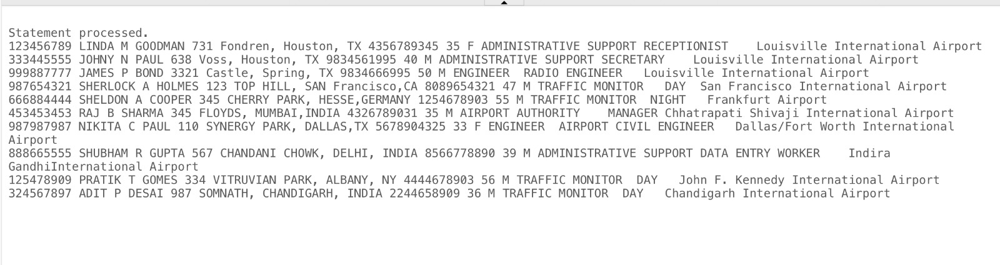 Statement processed.
123456789 LINDA M GOODMAN 731 Fondren, Houston, TX 4356789345 35 F ADMINISTRATIVE SUPPORT RECEPTIONIST    Louisville International Airport
333445555 JOHNY N PAUL 638 Voss, Houston, TX 9834561995 40 M ADMINISTRATIVE SUPPORT SECRETARY    Louisville International Airport
999887777 JAMES P BOND 3321 Castle, Spring, TX 9834666995 50 M ENGINEER  RADIO ENGINEER   Louisville International Airport
987654321 SHERLOCK A HOLMES 123 TOP HILL, SAN Francisco,CA 8089654321 47 M TRAFFIC MONITOR   DAY  San Francisco International Airport
666884444 SHELDON A COOPER 345 CHERRY PARK, HESSE,GERMANY 1254678903 55 M TRAFFIC MONITOR  NIGHT   Frankfurt Airport
453453453 RAJ B SHARMA 345 FLOYDS, MUMBAI,INDIA 4326789031 35 M AIRPORT AUTHORITY    MANAGER Chhatrapati Shivaji International Airport
987987987 NIKITA C PAUL 110 SYNERGY PARK, DALLAS,TX 5678904325 33 F ENGINEER  AIRPORT CIVIL ENGINEER   Dallas/Fort Worth International
Airport
888665555 SHUBHAM R GUPTA 567 CHANDANI CHOWK, DELHI, INDIA 8566778890 39 M ADMINISTRATIVE SUPPORT DATA ENTRY WORKER    Indira
GandhiInternational Airport
125478909 PRATIK T GOMES 334 VITRUVIAN PARK, ALBANY, NY 4444678903 56 M TRAFFIC MONITOR  DAY   John F. Kennedy International Airport
324567897 ADIT P DESAI 987 SOMNATH, CHANDIGARH, INDIA 2244658909 36 M TRAFFIC MONITOR  DAY   Chandigarh International Airport